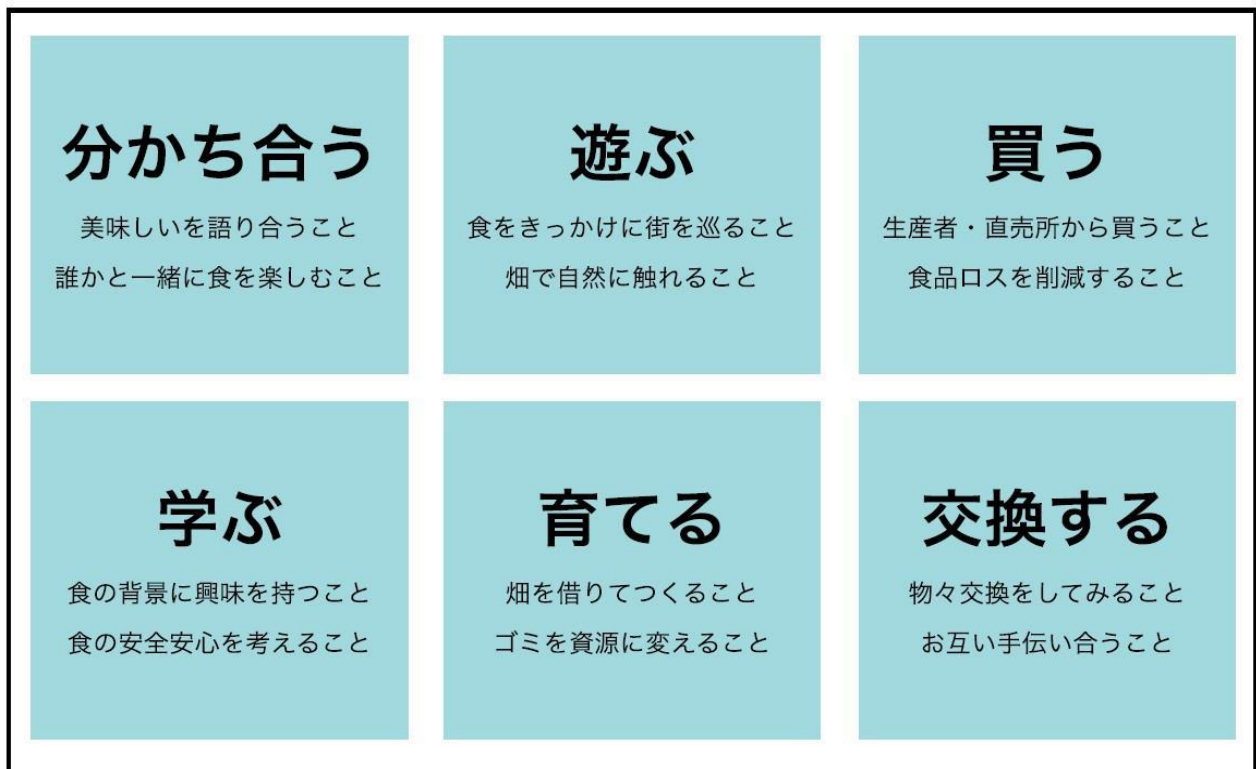 分かち合う
美味しいを語り合うこと
誰かと一緒に食を楽しむこと
遊ぶ
食をきっかけに街を巡ること
畑で自然に触れること
買う
生産者・直売所から買うこと
食品ロスを削減すること
学ぶ
食の背景に興味を持つこと
食の安全安心を考えること
育てる
畑を借りてつくること
ゴミを資源に変えること
交換する
物々交換をしてみること
お互い手伝い合うこと